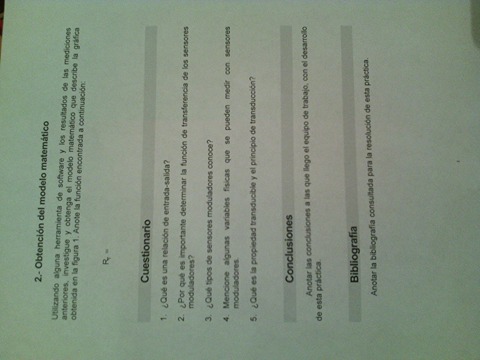 2.- Obtención del modelo matemático
Utilizando alguna herramienta de software y los resultados de las mediciones
anteriores, investigue y obtenga el modelo matemático que describe la gráfica
obtenida en la figura 1. Anote la función encontrada a continuación:
R =
Cuestionario
1. ¿Qué es una relación de entrada-salida?
2. ¿Por qué es importante determinar la función de transferencia de los sensores
moduladores?
3. ¿Qué tipos de sensores moduladores conoce?
4. Mencione algunas variables físicas que se pueden medir con sensores
moduladores.
5. ¿Qué es la propiedad transducible y el principio de transducción?
Conclusiones
Anotar las conclusiones a las que llego el equipo de trabajo, con el desarrollo
de esta práctica.
Bibliografía
Anotar la bibliografía consultada para la resolución de esta práctica.